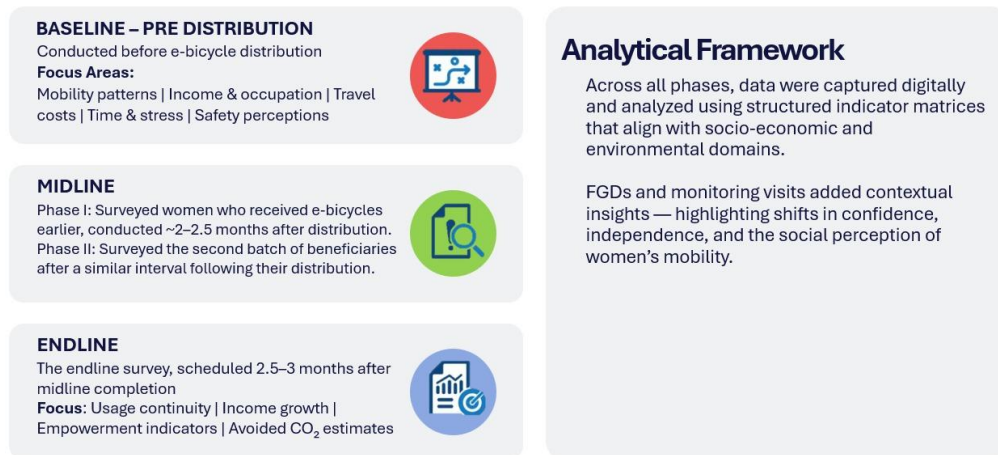 BASELINE – PRE DISTRIBUTION
Conducted before e-bicycle distribution
Focus Areas:
Mobility patterns | Income & occupation | Travel
costs | Time & stress | Safety perceptions
MIDLINE
Phase I: Surveyed women who received e-bicycles
earlier, conducted ~2–2.5 months after distribution.
Phase II: Surveyed the second batch of beneficiaries
after a similar interval following their distribution.
ENDLINE
The endline survey, scheduled 2.5–3 months after
midline completion
Focus: Usage continuity | Income growth |
Empowerment indicators | Avoided CO₂ estimates
Analytical Framework
Across all phases, data were captured digitally
and analyzed using structured indicator matrices
that align with socio-economic and
environmental domains.
FGDs and monitoring visits added contextual
insights — highlighting shifts in confidence,
independence, and the social perception of
women’s mobility.